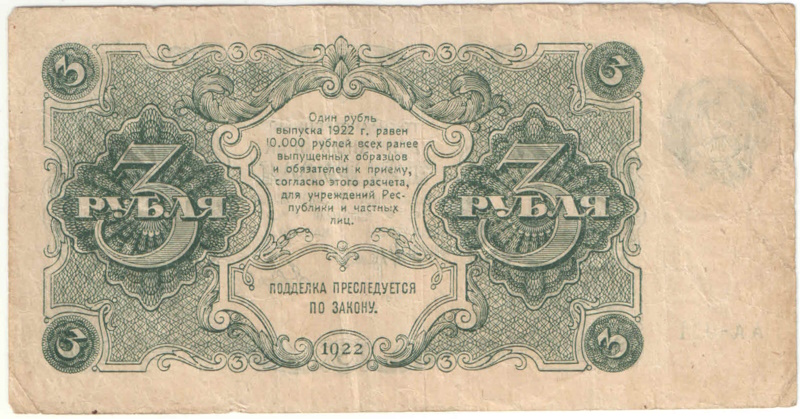 3
3
Один рубль
выпуска 1922 г. равен
10.000 рублей всех ранее
выпущенных образцов
и обязателен к приему,
согласно этого расчета,
для учреждений Рес-
публики и частных
лиц.
3
РУБЛЯ
3
РУБЛЯ
ПОДДЕЛКА ПРЕСЛЕДУЕТСЯ
ПО ЗАКОНУ.
3
1922
3